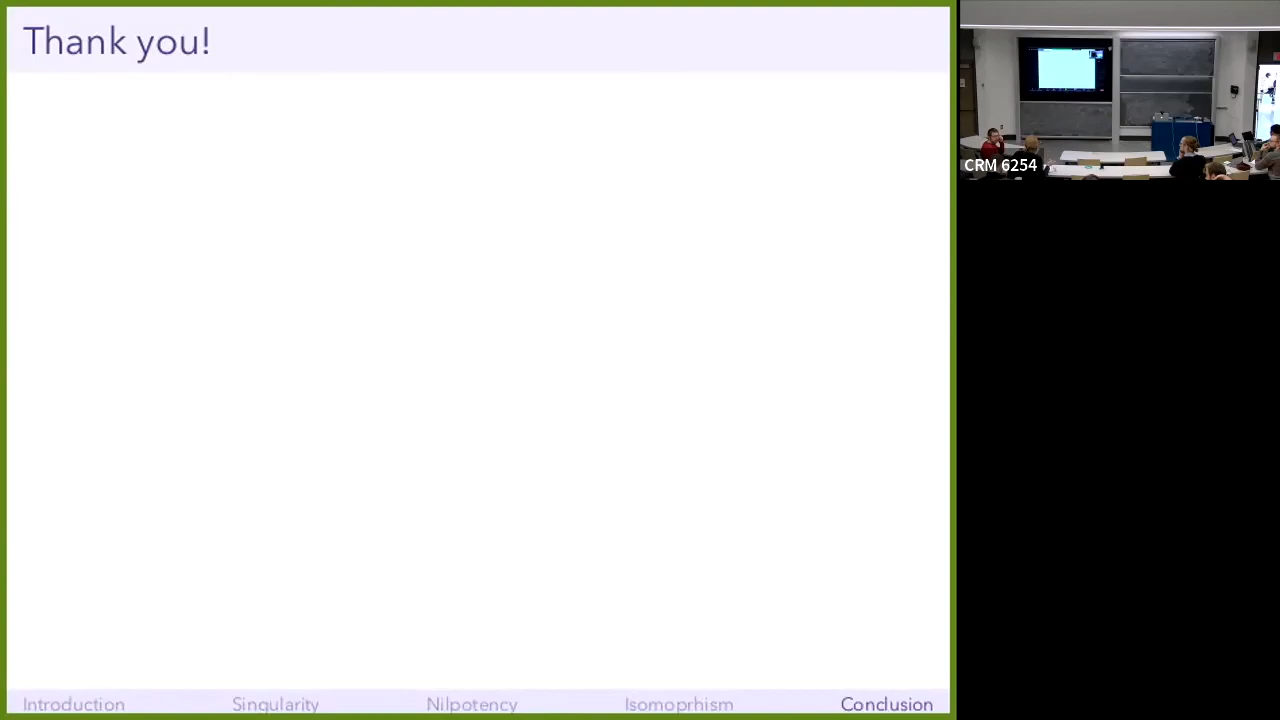 Thank you!
CRM 6254
Introduction Singularity Nilpotency Isomoprhism Conclusion